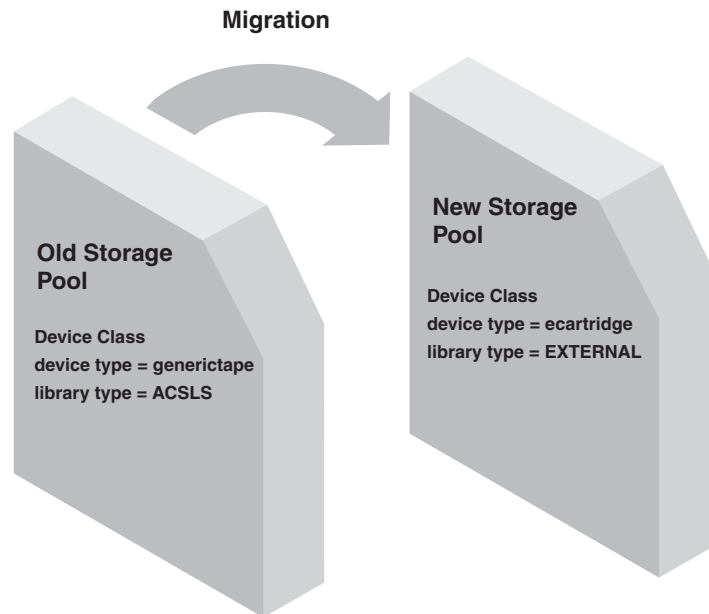 Migration
Old Storage
Pool
Device Class
device type = generictape
library type = ACSLS
New Storage
Pool
Device Class
device type = ecartridge
library type = EXTERNAL